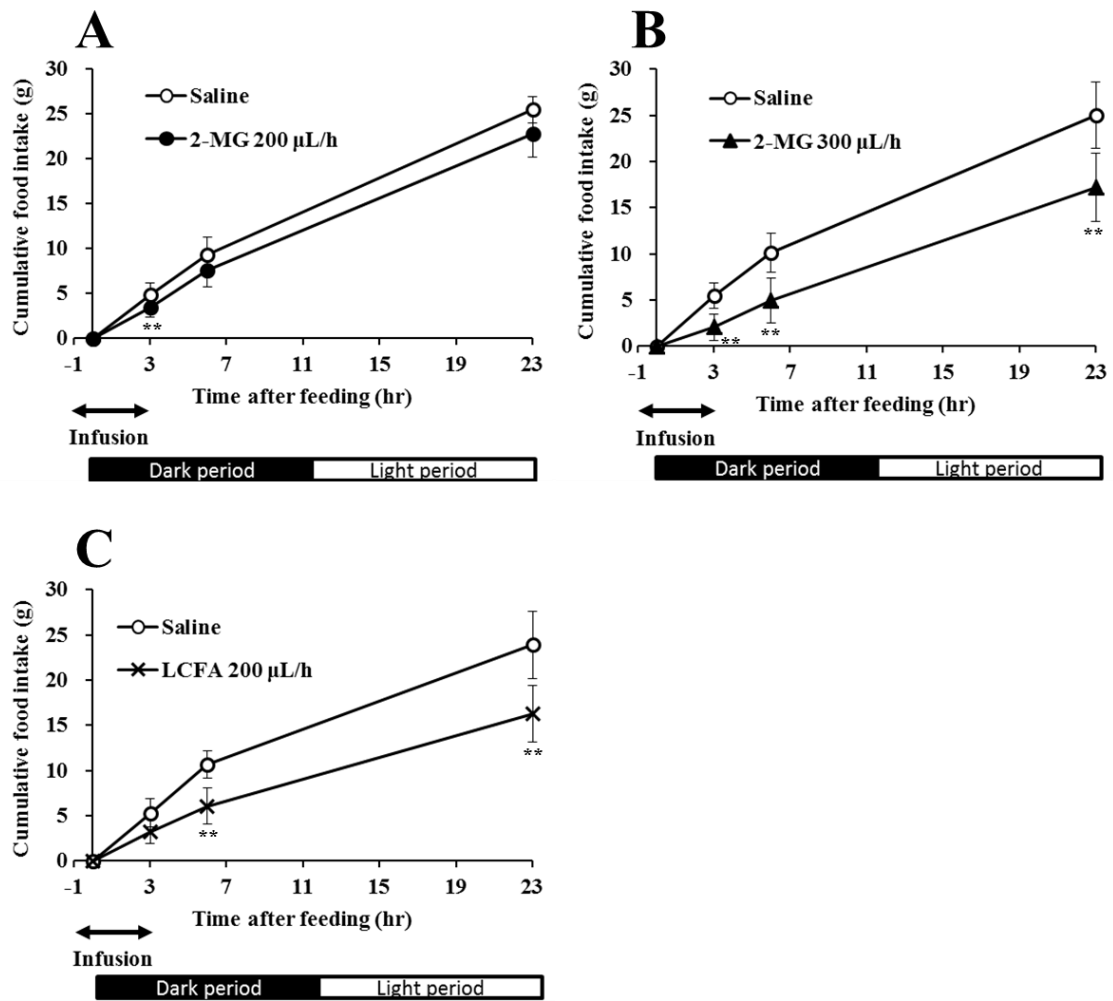 A
Cumulative food intake (g)
30
25
20
15
10
5
0
Saline
2-MG 200 μL/h
**
-1 3 7 11 15 19 23
Time after feeding (hr)
Infusion
Dark period Light period
B
Cumulative food intake (g)
30
25
20
15
10
5
0
Saline
2-MG 300 μL/h
**
**
**
-1 3 7 11 15 19 23
Time after feeding (hr)
Infusion
Dark period Light period
C
Cumulative food intake (g)
30
25
20
15
10
5
0
Saline
LCFA 200 μL/h
**
**
-1 3 7 11 15 19 23
Time after feeding (hr)
Infusion
Dark period Light period